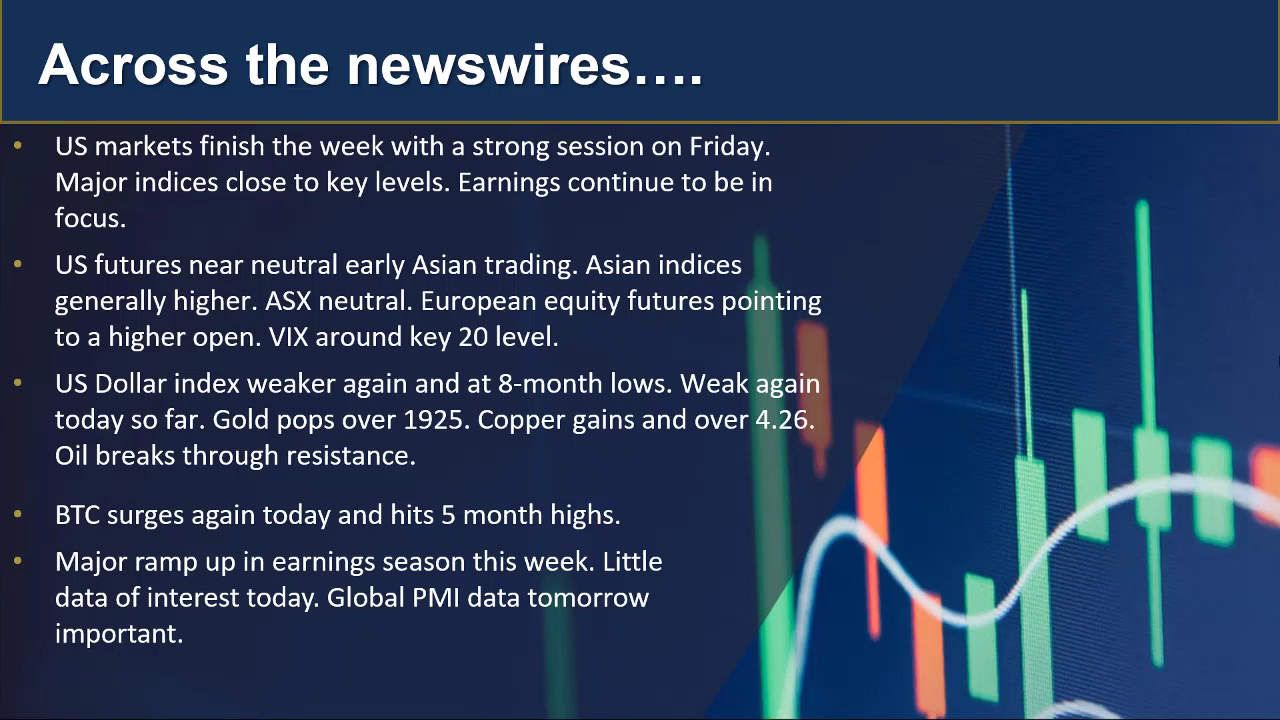 Across the newswires….
• US markets finish the week with a strong session on Friday.
Major indices close to key levels. Earnings continue to be in
focus.
• US futures near neutral early Asian trading. Asian indices
generally higher. ASX neutral. European equity futures pointing
to a higher open. VIX around key 20 level.
• US Dollar index weaker again and at 8-month lows. Weak again
today so far. Gold pops over 1925. Copper gains and over 4.26.
Oil breaks through resistance.
• BTC surges again today and hits 5 month highs.
• Major ramp up in earnings season this week. Little
data of interest today. Global PMI data tomorrow
important.